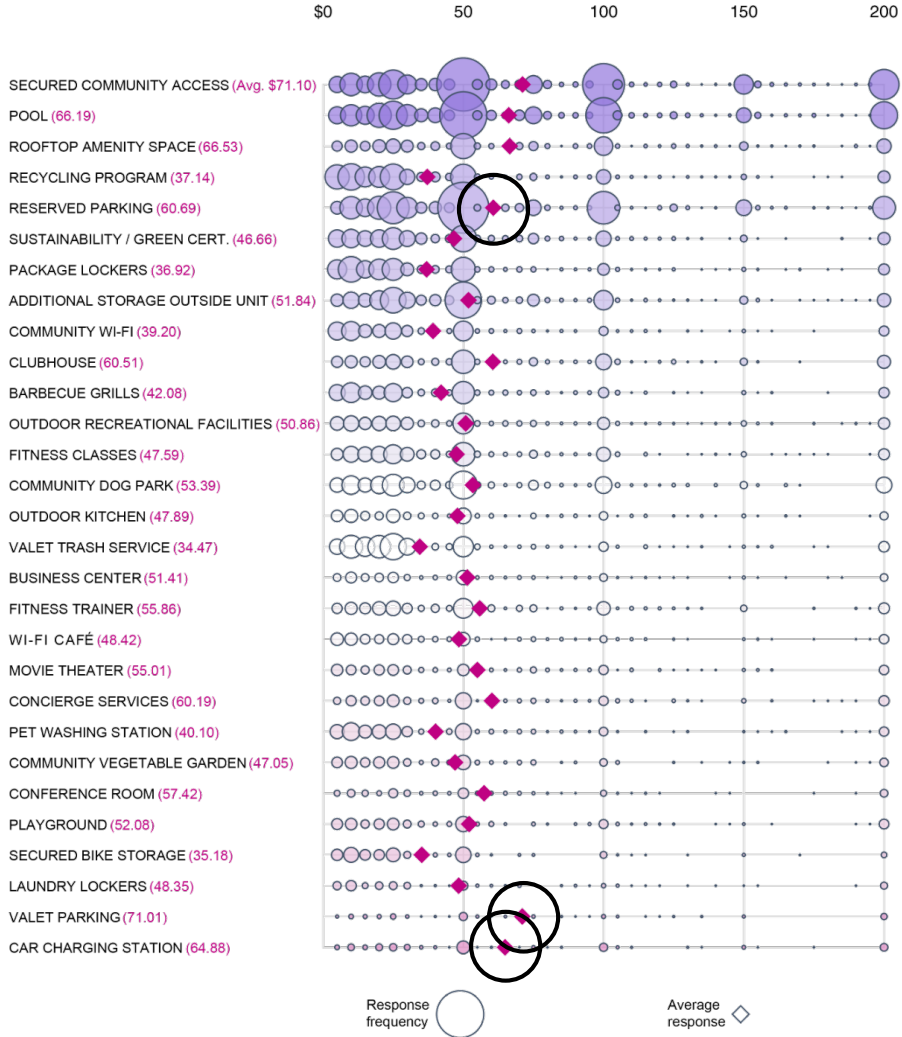 $0 50 100 150 200
SECURED COMMUNITY ACCESS (Avg. $71.10)
POOL (66.19)
ROOFTOP AMENITY SPACE (66.53)
RECYCLING PROGRAM (37.14)
RESERVED PARKING (60.69)
SUSTAINABILITY / GREEN CERT. (46.66)
PACKAGE LOCKERS (36.92)
ADDITIONAL STORAGE OUTSIDE UNIT (51.84)
COMMUNITY WI-FI (39.20)
CLUBHOUSE (60.51)
BARBECUE GRILLS (42.08)
OUTDOOR RECREATIONAL FACILITIES (50.86)
FITNESS CLASSES (47.59)
COMMUNITY DOG PARK (53.39)
OUTDOOR KITCHEN (47.89)
VALET TRASH SERVICE (34.47)
BUSINESS CENTER (51.41)
FITNESS TRAINER (55.86)
WI-FI CAFÉ (48.42)
MOVIE THEATER (55.01)
CONCIERGE SERVICES (60.19)
PET WASHING STATION (40.10)
COMMUNITY VEGETABLE GARDEN (47.05)
CONFERENCE ROOM (57.42)
PLAYGROUND (52.08)
SECURED BIKE STORAGE (35.18)
LAUNDRY LOCKERS (48.35)
VALET PARKING (71.01)
CAR CHARGING STATION (64.88)
Response
frequency
Average
response